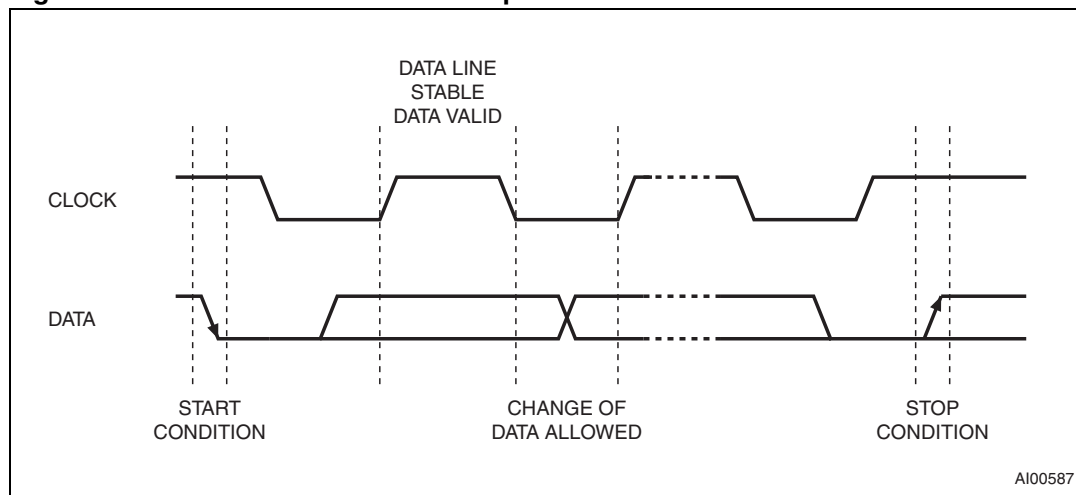 DATA LINE
STABLE
DATA VALID
CLOCK
DATA
START
CONDITION
CHANGE OF
DATA ALLOWED
STOP
CONDITION
AI00587